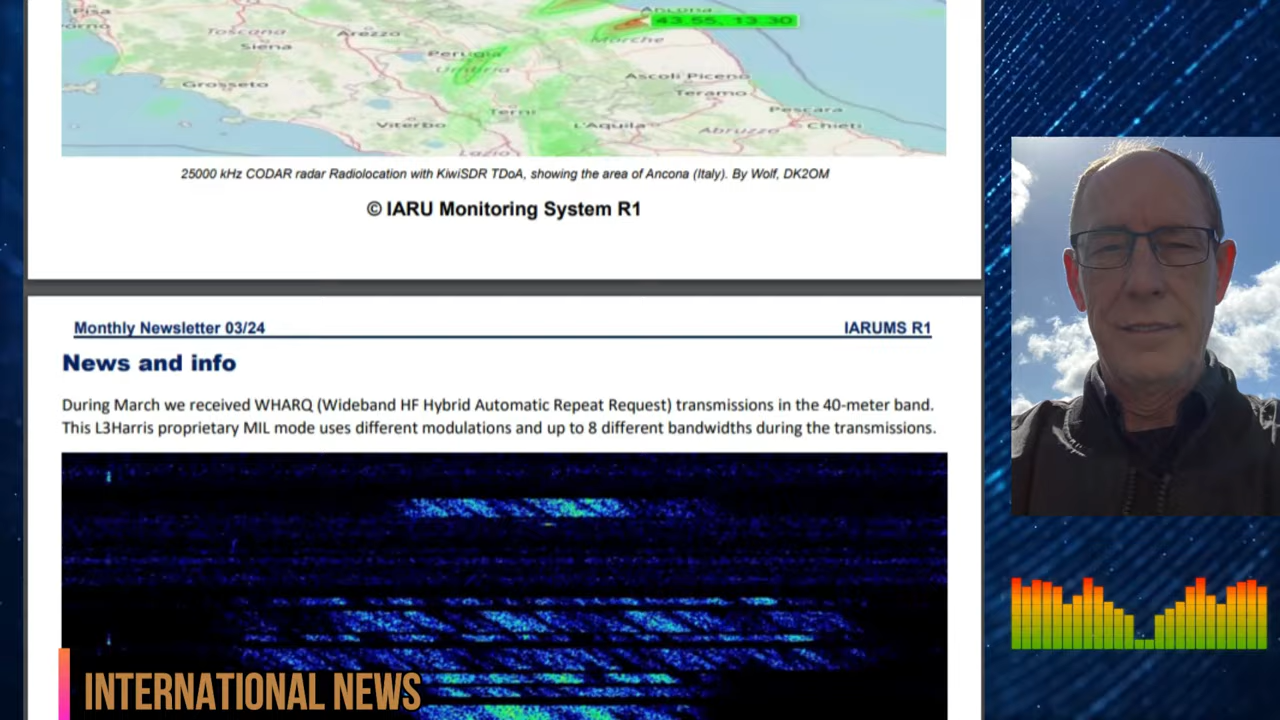 Pisa
Ancona
43.55, 13.30
Toscana
Arezzo
Siena
Marche
Perugia
Umbria
Grosseto
Ascoli Piceno
Teramo
Terni
Pescara
Viterbo
L'Aquila
Abruzzo
Chieti
Lazio
25000 kHz CODAR radar Radiolocation with KiwiSDR TDoA, showing the area of Ancona (Italy). By Wolf, DK2OM
© IARU Monitoring System R1
Monthly Newsletter 03/24
IARUMS R1
News and info
During March we received WHARQ (Wideband HF Hybrid Automatic Repeat Request) transmissions in the 40-meter band.
This L3Harris proprietary MIL mode uses different modulations and up to 8 different bandwidths during the transmissions.
INTERNATIONAL NEWS